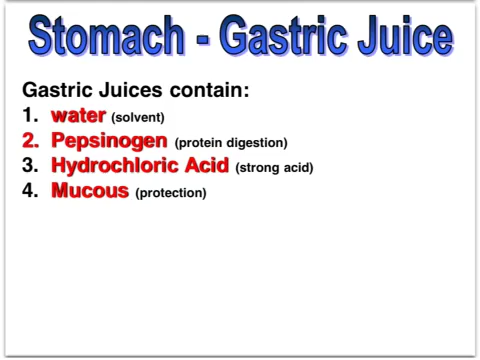 Stomach - Gastric Juice
Gastric Juices contain:
1. water (solvent)
2. Pepsinogen (protein digestion)
3. Hydrochloric Acid (strong acid)
4. Mucous (protection)